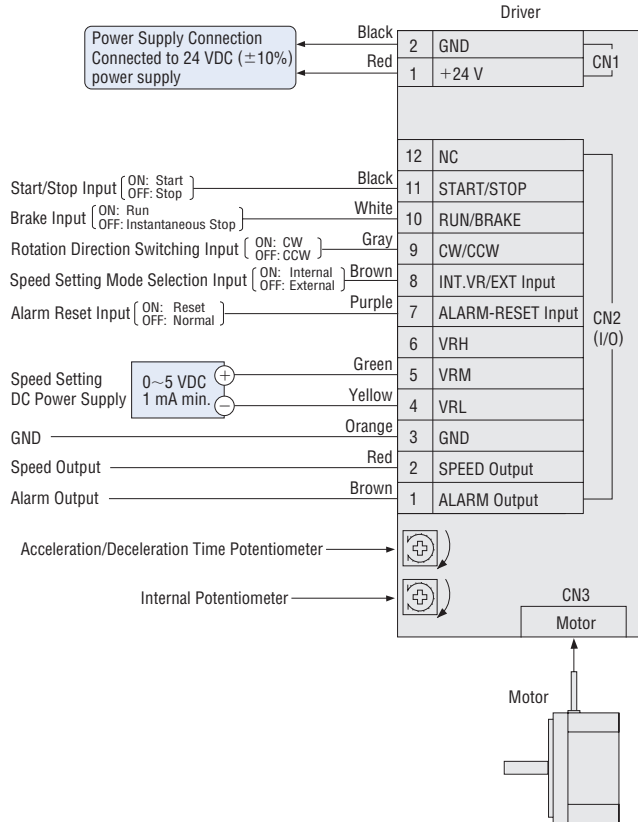 Driver
Power Supply Connection
Connected to 24 VDC (±10%)
power supply
Black
2 GND
Red
1 +24 V
CN1
12 NC
Start/Stop Input [ON: Start
OFF: Stop]
Black
11 START/STOP
Brake Input [ON: Run
OFF: Instantaneous Stop]
White
10 RUN/BRAKE
Rotation Direction Switching Input [ON: CW
OFF: CCW]
Gray
9 CW/CCW
Speed Setting Mode Selection Input [ON: Internal
OFF: External]
Brown
8 INT.VR/EXT Input
Alarm Reset Input [ON: Reset
OFF: Normal]
Purple
7 ALARM-RESET Input
CN2
(I/O)
6 VRH
Speed Setting
DC Power Supply
0~5 VDC
1 mA min.
+
−
Green
5 VRM
Yellow
4 VRL
GND
Orange
3 GND
Speed Output
Red
2 SPEED Output
Alarm Output
Brown
1 ALARM Output
Acceleration/Deceleration Time Potentiometer
Internal Potentiometer
CN3
Motor
Motor